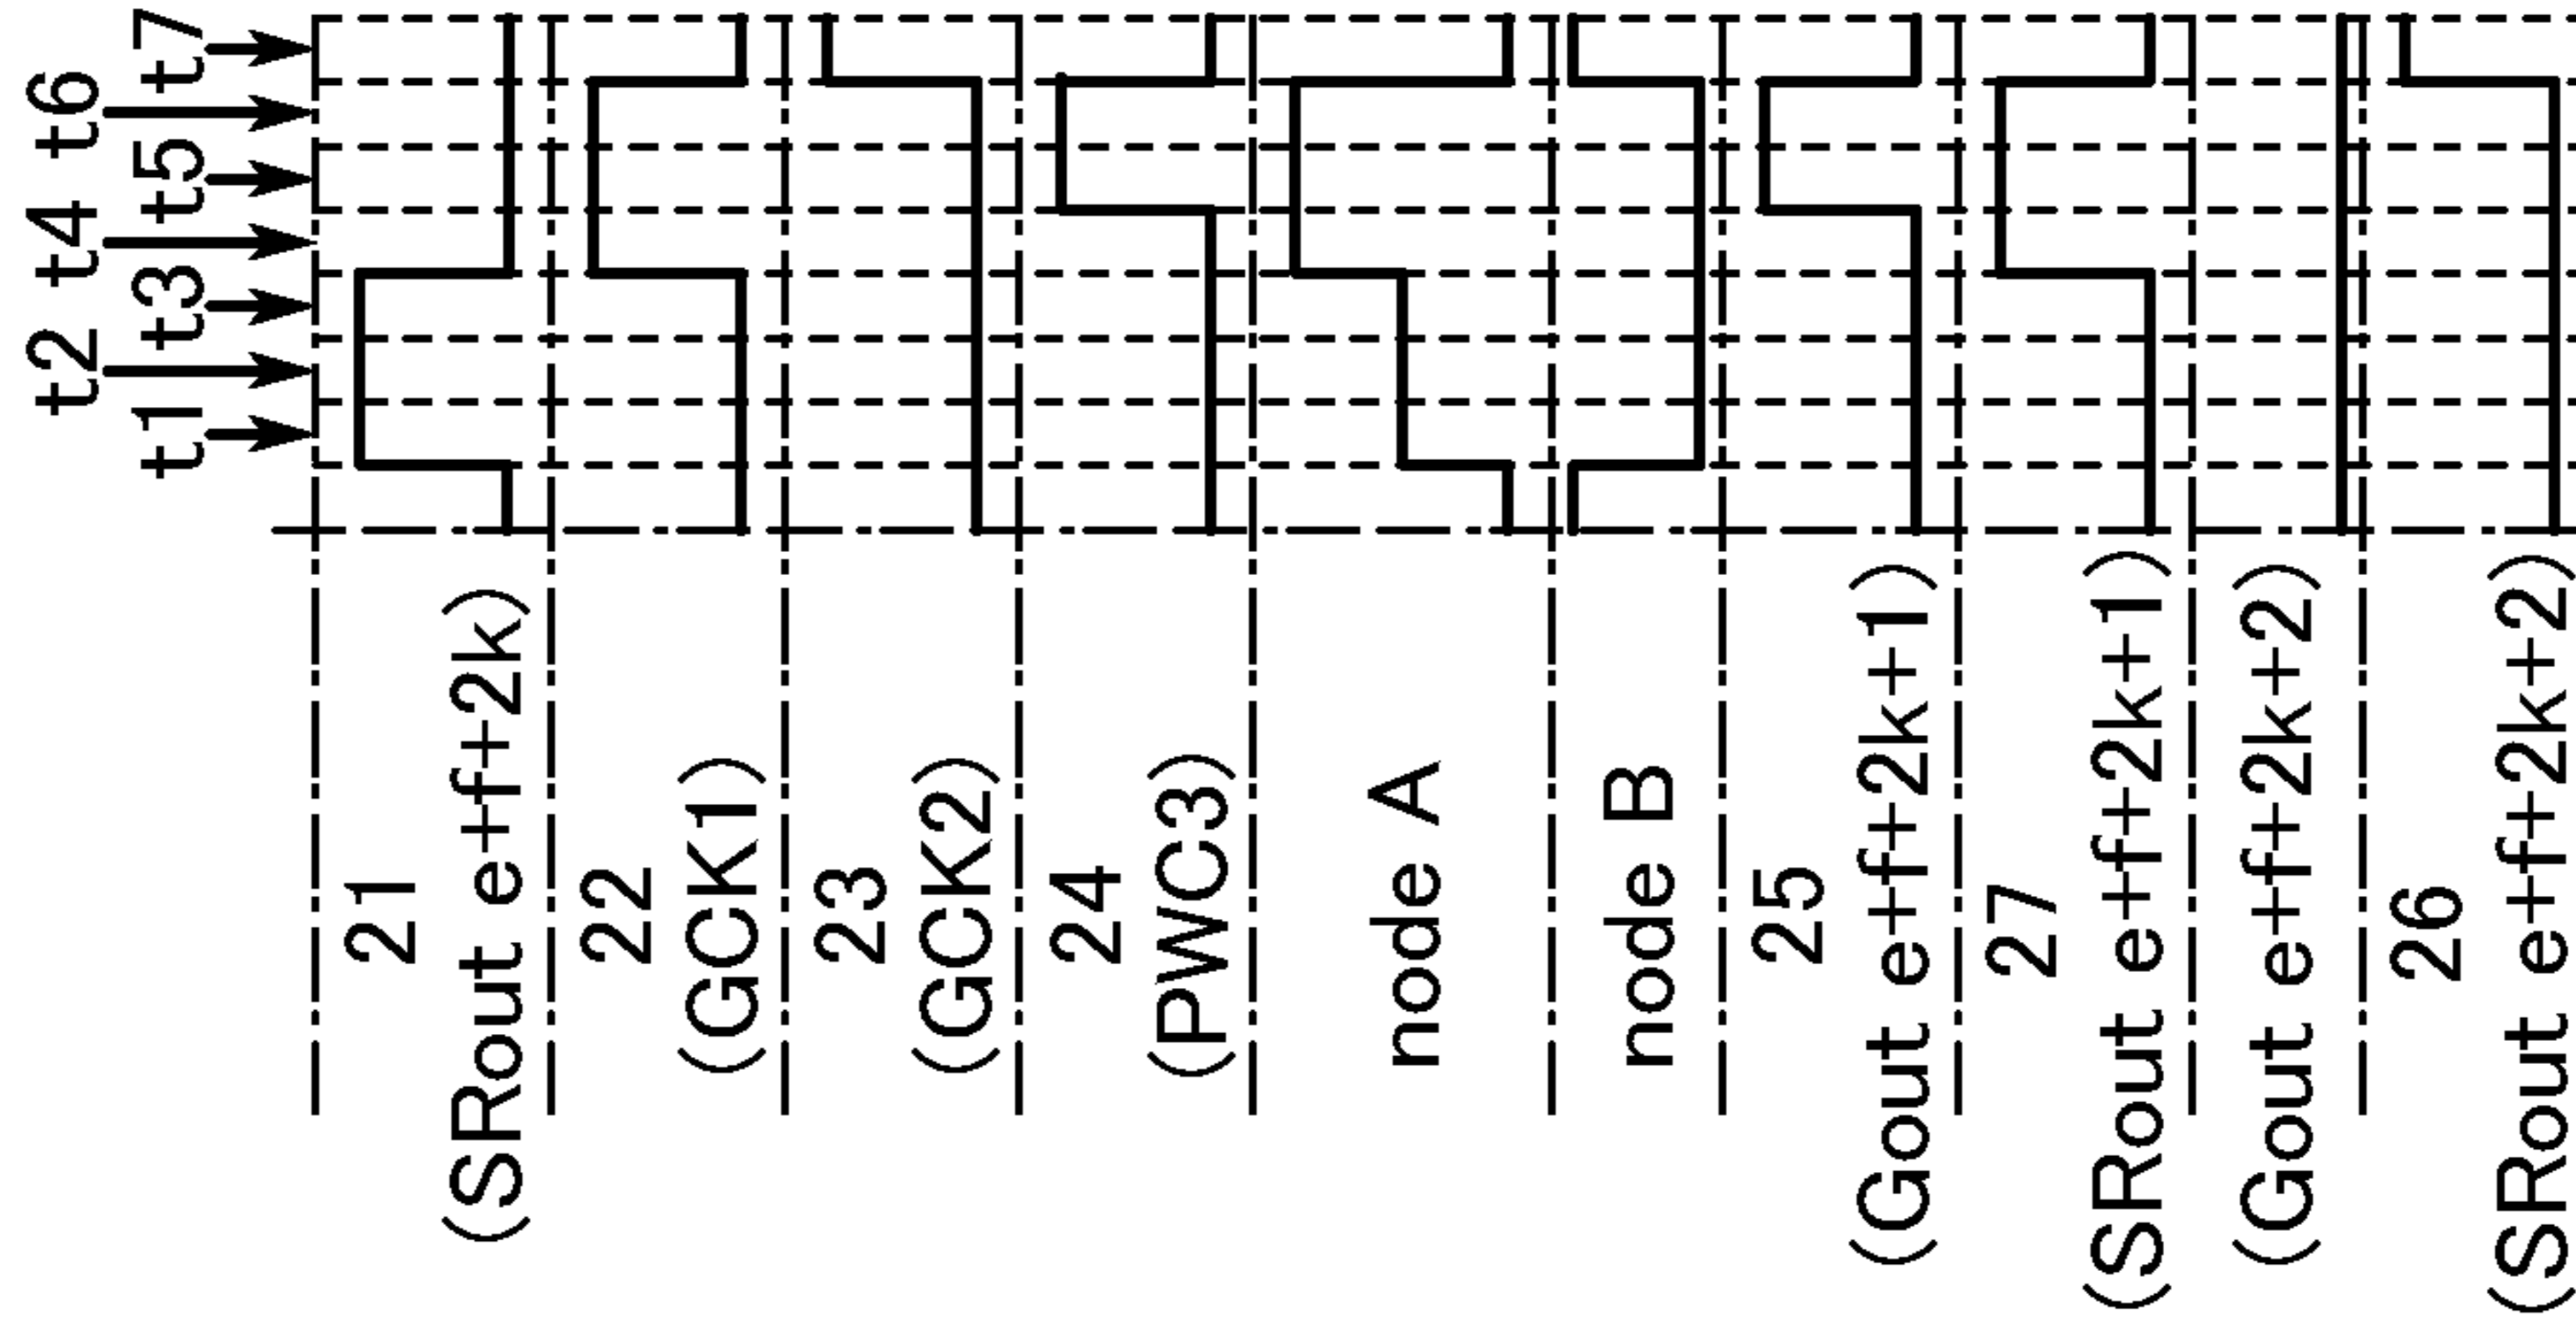 t1 t2 t3 t4 t5 t6 t7
21
(SRout e+f+2k)
22
(GCK1)
23
(GCK2)
24
(PWC3)
node A
node B
25
(Gout e+f+2k+1)
27
(SRout e+f+2k+1)
(Gout e+f+2k+2)
26
(SRout e+f+2k+2)